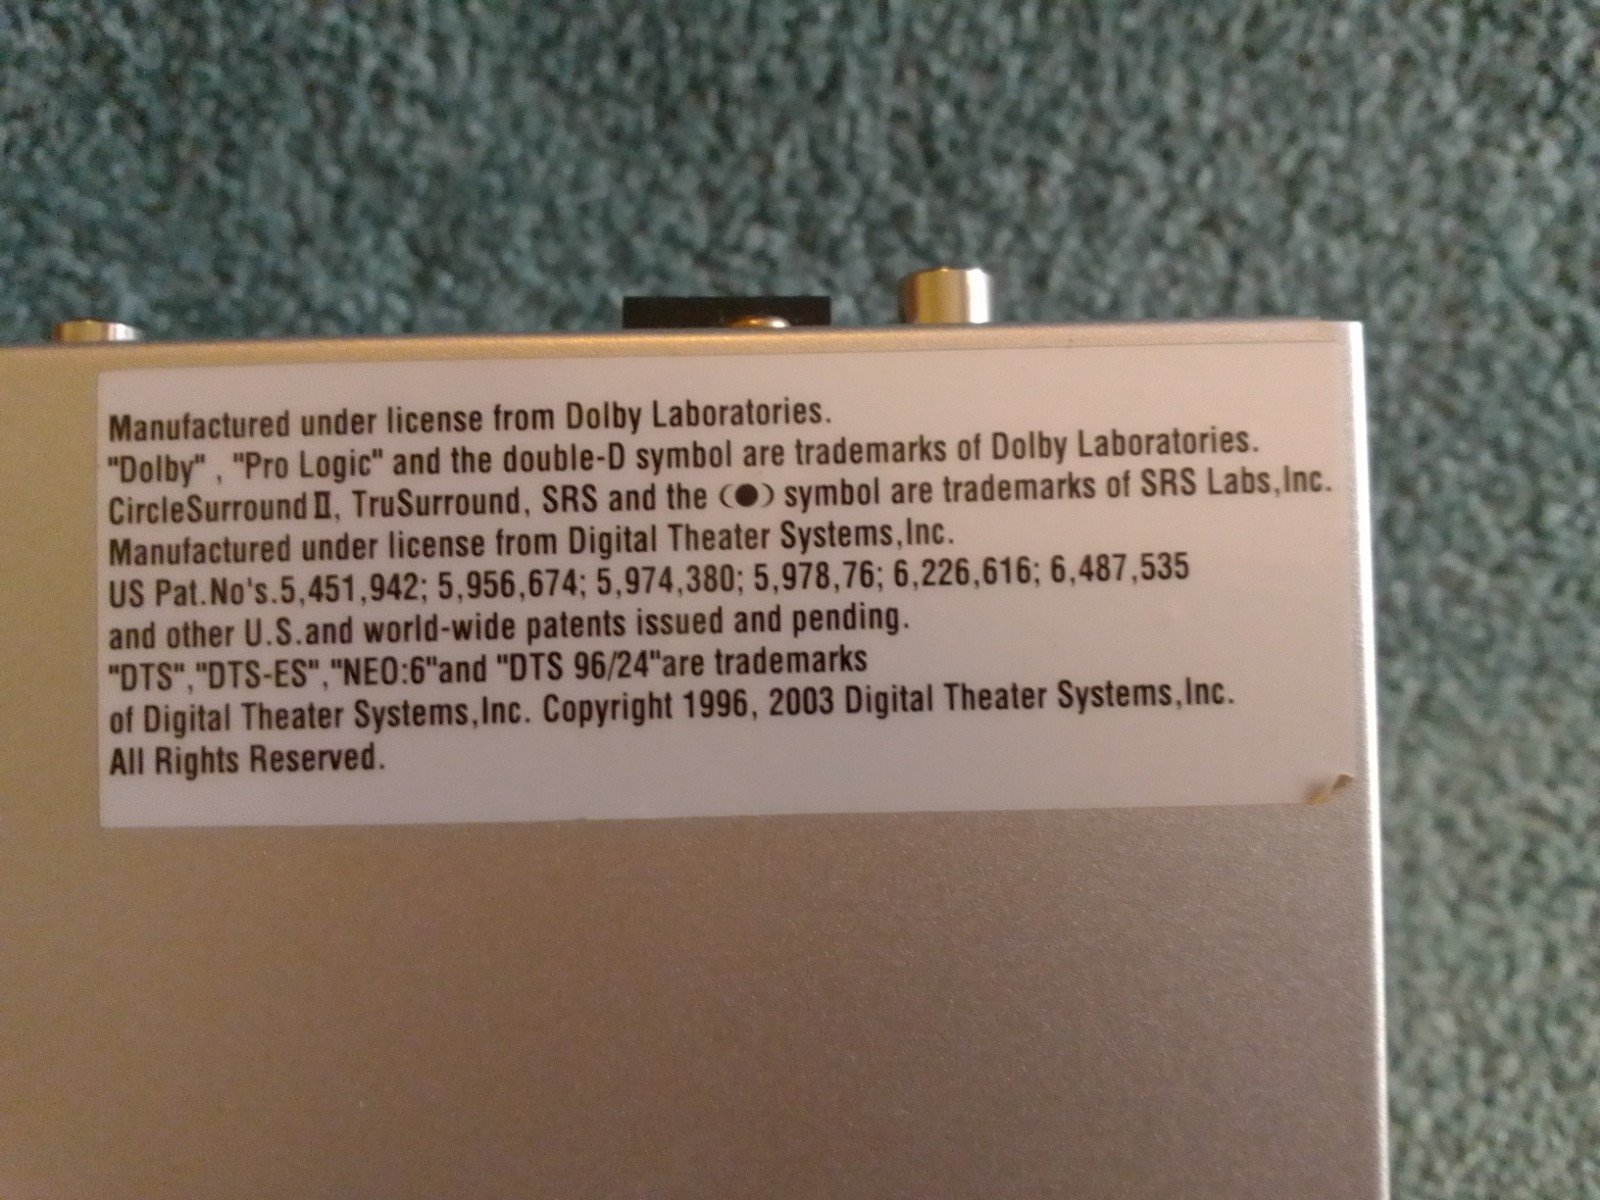 Manufactured under license from Dolby Laboratories.
"Dolby" , "Pro Logic" and the double-D symbol are trademarks of Dolby Laboratories.
CircleSurround Ⅱ, TruSurround, SRS and the (●) symbol are trademarks of SRS Labs,Inc.
Manufactured under license from Digital Theater Systems,Inc.
US Pat.No's.5,451,942; 5,956,674; 5,974,380; 5,978,76; 6,226,616; 6,487,535
and other U.S.and world-wide patents issued and pending.
"DTS","DTS-ES","NEO:6"and "DTS 96/24"are trademarks
of Digital Theater Systems,Inc. Copyright 1996, 2003 Digital Theater Systems,Inc.
All Rights Reserved.